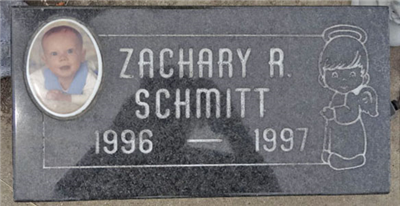 ZACHARY R.
SCHMITT
1996 — 1997